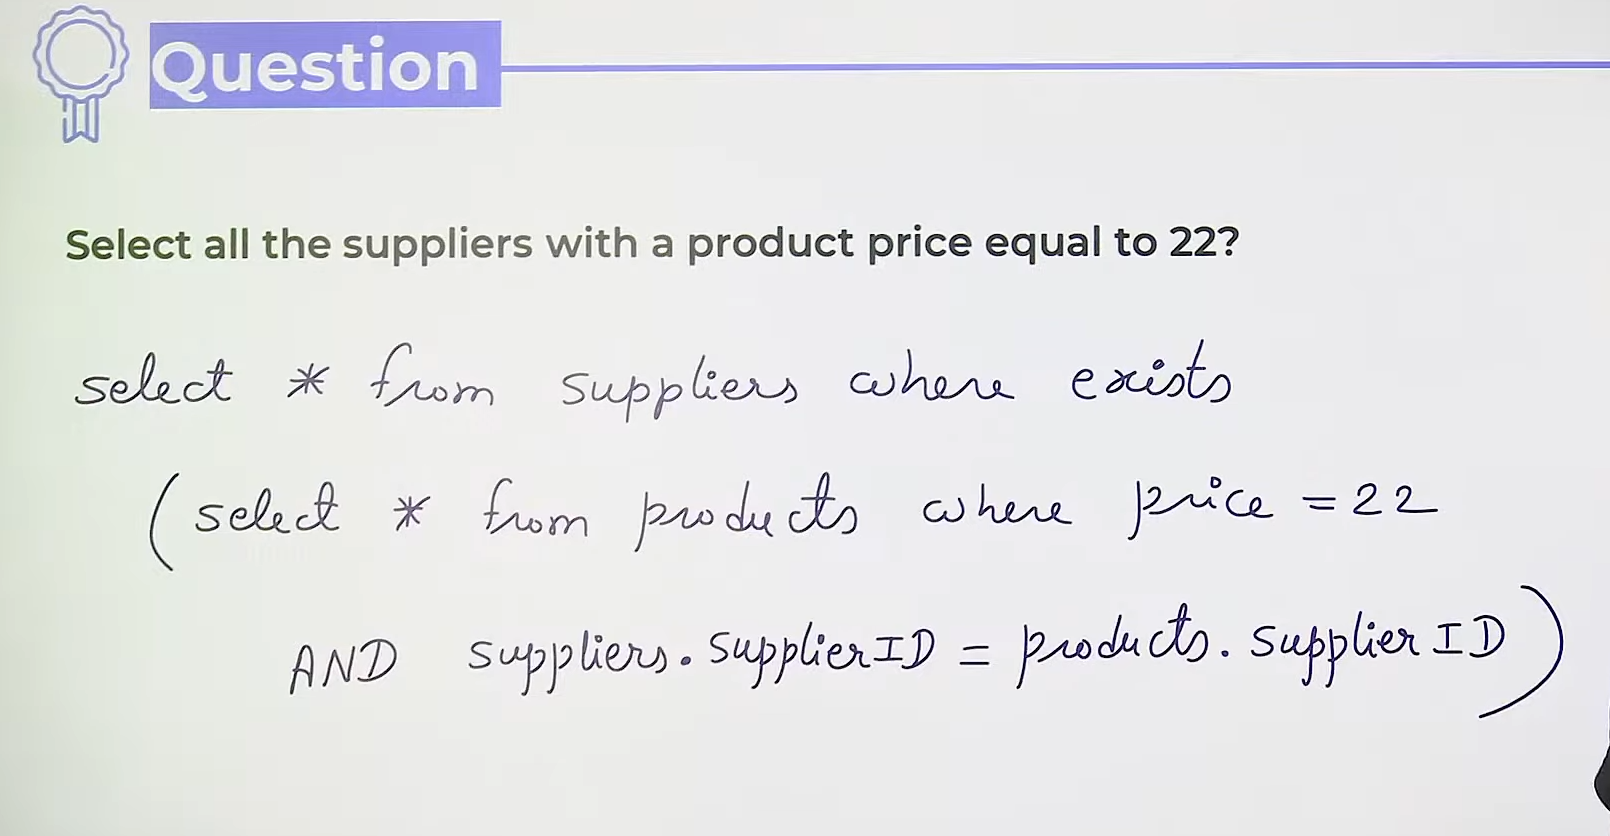 Question
Select all the suppliers with a product price equal to 22?
select * from suppliers where exists
(select * from products where price = 22
AND suppliers.supplierID = products.supplierID)